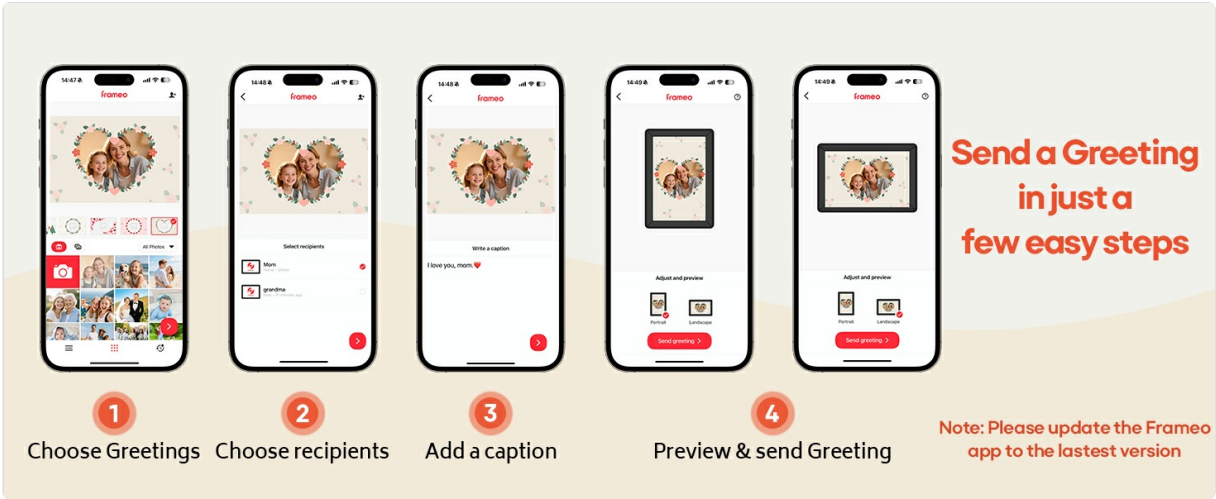 14:47
frameo
All Photos
1
Choose Greetings
14:48
frameo
Select recipients
Mom
grandma
2
Choose recipients
14:48
frameo
Write a caption
I love you, mom.❤️
3
Add a caption
14:49
frameo
Adjust and preview
Portrait
Landscape
Send greeting >
14:49
frameo
Adjust and preview
Portrait
Landscape
Send greeting >
4
Preview & send Greeting
Send a Greeting
in just a
few easy steps
Note: Please update the Frameo
app to the lastest version